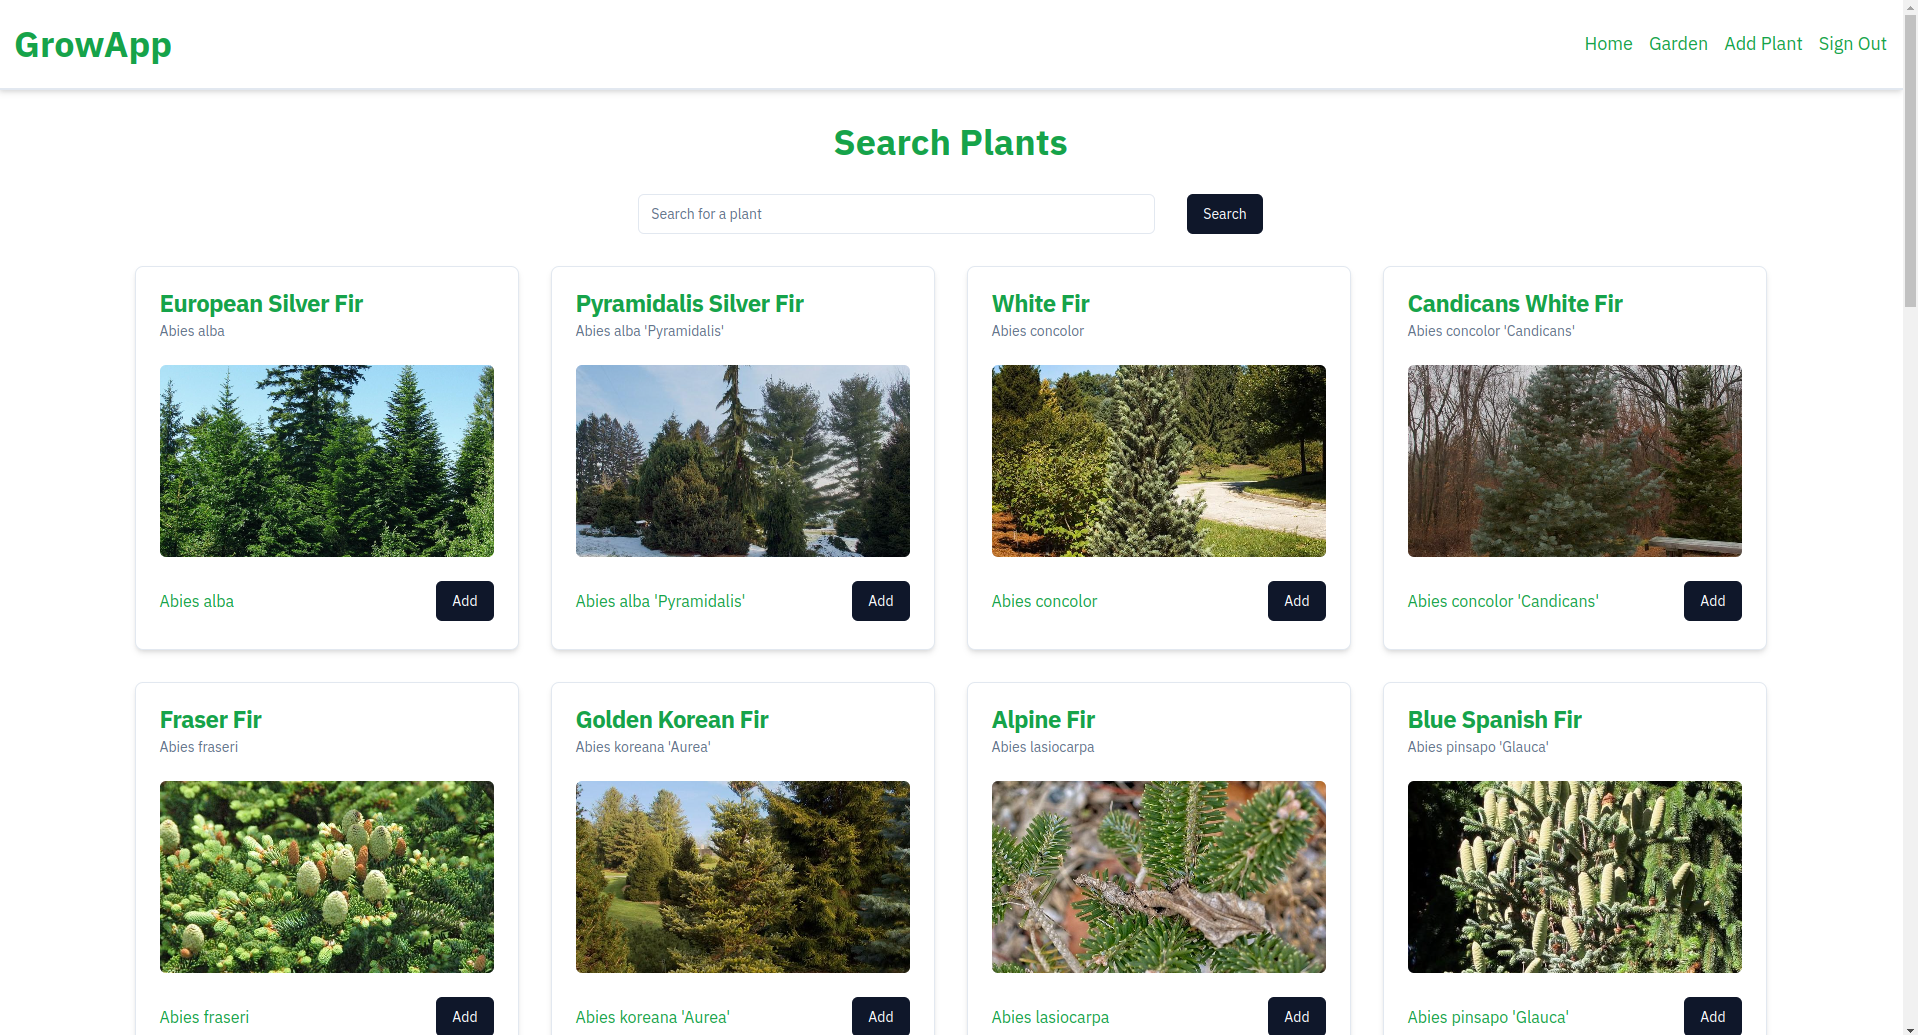 GrowApp
Home Garden Add Plant Sign Out
Search Plants
Search for a plant
Search
European Silver Fir
Abies alba
Abies alba
Add
Pyramidalis Silver Fir
Abies alba 'Pyramidalis'
Abies alba 'Pyramidalis'
Add
White Fir
Abies concolor
Abies concolor
Add
Candicans White Fir
Abies concolor 'Candicans'
Abies concolor 'Candicans'
Add
Fraser Fir
Abies fraseri
Abies fraseri
Add
Golden Korean Fir
Abies koreana 'Aurea'
Abies koreana 'Aurea'
Add
Alpine Fir
Abies lasiocarpa
Abies lasiocarpa
Add
Blue Spanish Fir
Abies pinsapo 'Glauca'
Abies pinsapo 'Glauca'
Add